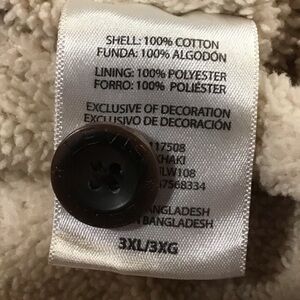 SHELL: 100% COTTON
FUNDA: 100% ALGODÓN
LINING: 100% POLYESTER
FORRO: 100% POLIÉSTER
EXCLUSIVE OF DECORATION
EXCLUSIVO DE DECORACIÓN
117508
KHAKI
LW108
7568334
BANGLADESH
BANGLADESH
3XL/3XG